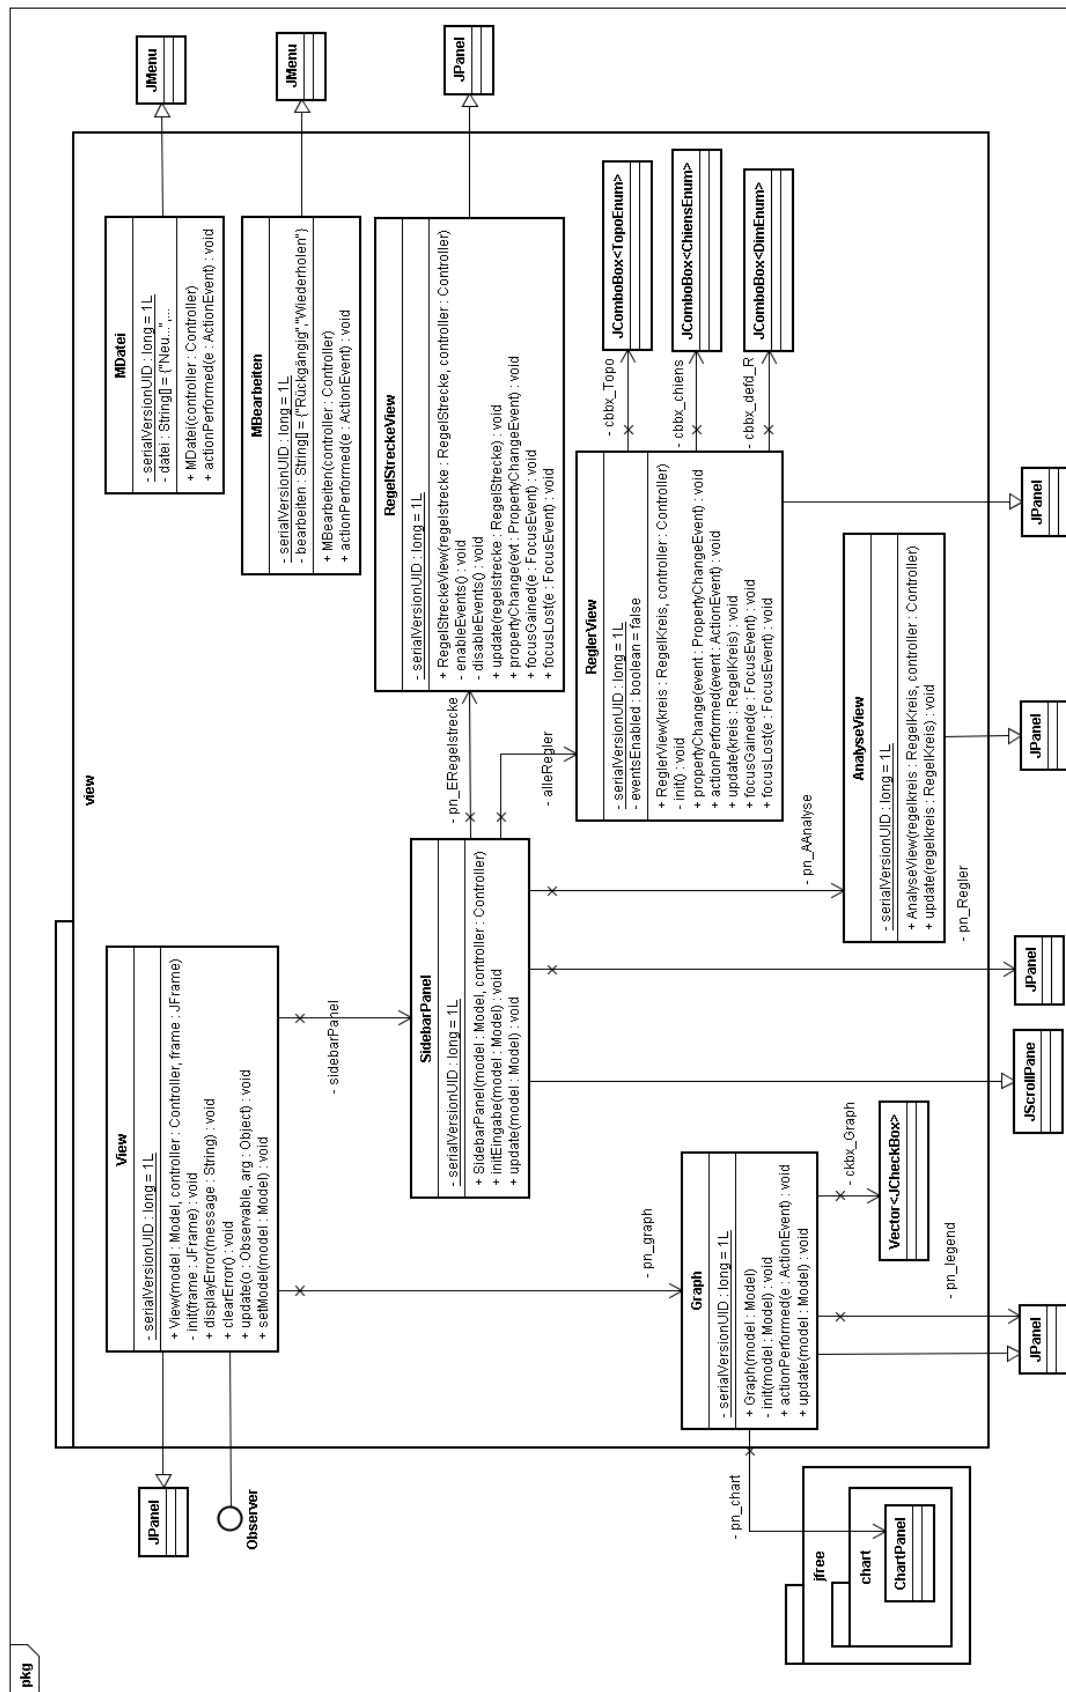 pkg
view
View
- serialVersionUID : long = 1L
+ View(model : Model, controller : Controller, frame : JFrame)
- init(frame : JFrame) : void
+ displayError(message : String) : void
+ clearError() : void
+ update(o : Observable, arg : Object) : void
+ setModel(model : Model) : void
JPanel
Observer
- sidebarPanel
- pn_graph
MDatei
- serialVersionUID : long = 1L
- datei : String[] = {"Neu...",...
+ MDatei(controller : Controller)
+ actionPerformed(e : ActionEvent) : void
JMenu
MBearbeiten
- serialVersionUID : long = 1L
- bearbeiten : String[] = {"Rückgängig","Wiederholen"}
+ MBearbeiten(controller : Controller)
+ actionPerformed(e : ActionEvent) : void
JMenu
RegelStreckeView
- serialVersionUID : long = 1L
+ RegelStreckeView(regelstrecke : RegelStrecke, controller : Controller)
- enableEvents() : void
- disableEvents() : void
+ update(regelstrecke : RegelStrecke) : void
+ propertyChange(evt : PropertyChangeEvent) : void
+ focusGained(e : FocusEvent) : void
+ focusLost(e : FocusEvent) : void
JPanel
SidebarPanel
- serialVersionUID : long = 1L
+ SidebarPanel(model : Model, controller : Controller)
+ initEingabe(model : Model) : void
+ update(model : Model) : void
- pn_ERegelstrecke
- alleRegler
- pn_AAnalyse
- pn_Regler
JPanel
JScrollPane
ReglerView
- serialVersionUID : long = 1L
- eventsEnabled : boolean = false
+ ReglerView(kreis : RegelKreis, controller : Controller)
- init() : void
+ propertyChange(event : PropertyChangeEvent) : void
+ actionPerformed(event : ActionEvent) : void
+ update(kreis : RegelKreis) : void
+ focusGained(e : FocusEvent) : void
+ focusLost(e : FocusEvent) : void
- cbbx_Topo
JComboBox<TopoEnum>
- cbbx_chiens
JComboBox<ChiensEnum>
- cbbx_defd_R
JComboBox<DimEnum>
JPanel
AnalyseView
- serialVersionUID : long = 1L
+ AnalyseView(regelkreis : RegelKreis, controller : Controller)
+ update(regelkreis : RegelKreis) : void
JPanel
Graph
- serialVersionUID : long = 1L
+ Graph(model : Model)
- init(model : Model) : void
+ actionPerformed(e : ActionEvent) : void
+ update(model : Model) : void
- ckbx_Graph
Vector<JCheckBox>
- pn_legend
JPanel
- pn_chart
jfree
chart
ChartPanel